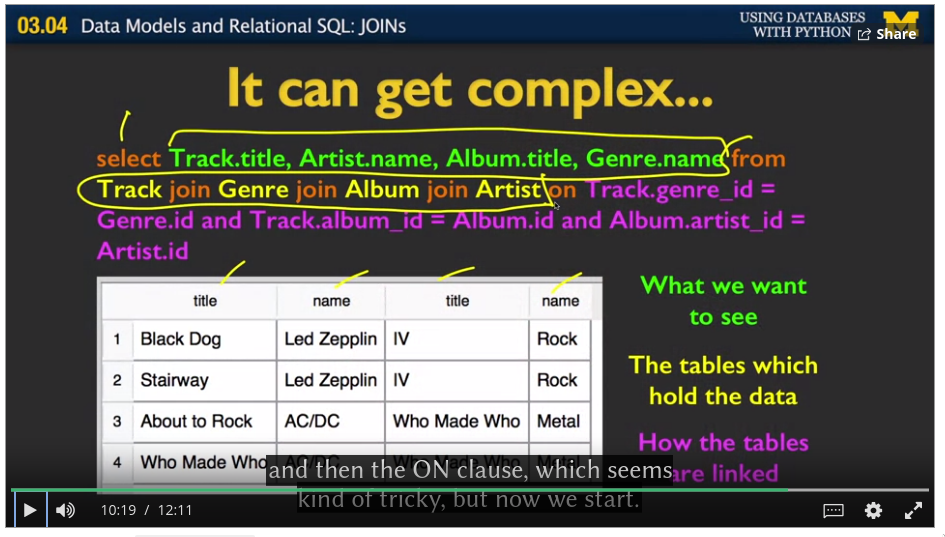 03.04 Data Models and Relational SQL: JOINs
USING DATABASES
WITH PYTHON
Share
It can get complex...
select Track.title, Artist.name, Album.title, Genre.name from
Track join Genre join Album join Artist on Track.genre_id =
Genre.id and Track.album_id = Album.id and Album.artist_id =
Artist.id
title name title name
1 Black Dog Led Zepplin IV Rock
2 Stairway Led Zepplin IV Rock
3 About to Rock AC/DC Who Made Who Metal
4 Who Made Who AC/DC Who Made Who Metal
What we want
to see
The tables which
hold the data
How the tables
are linked
and then the ON clause, which seems
kind of tricky, but now we start.
10:19 / 12:11